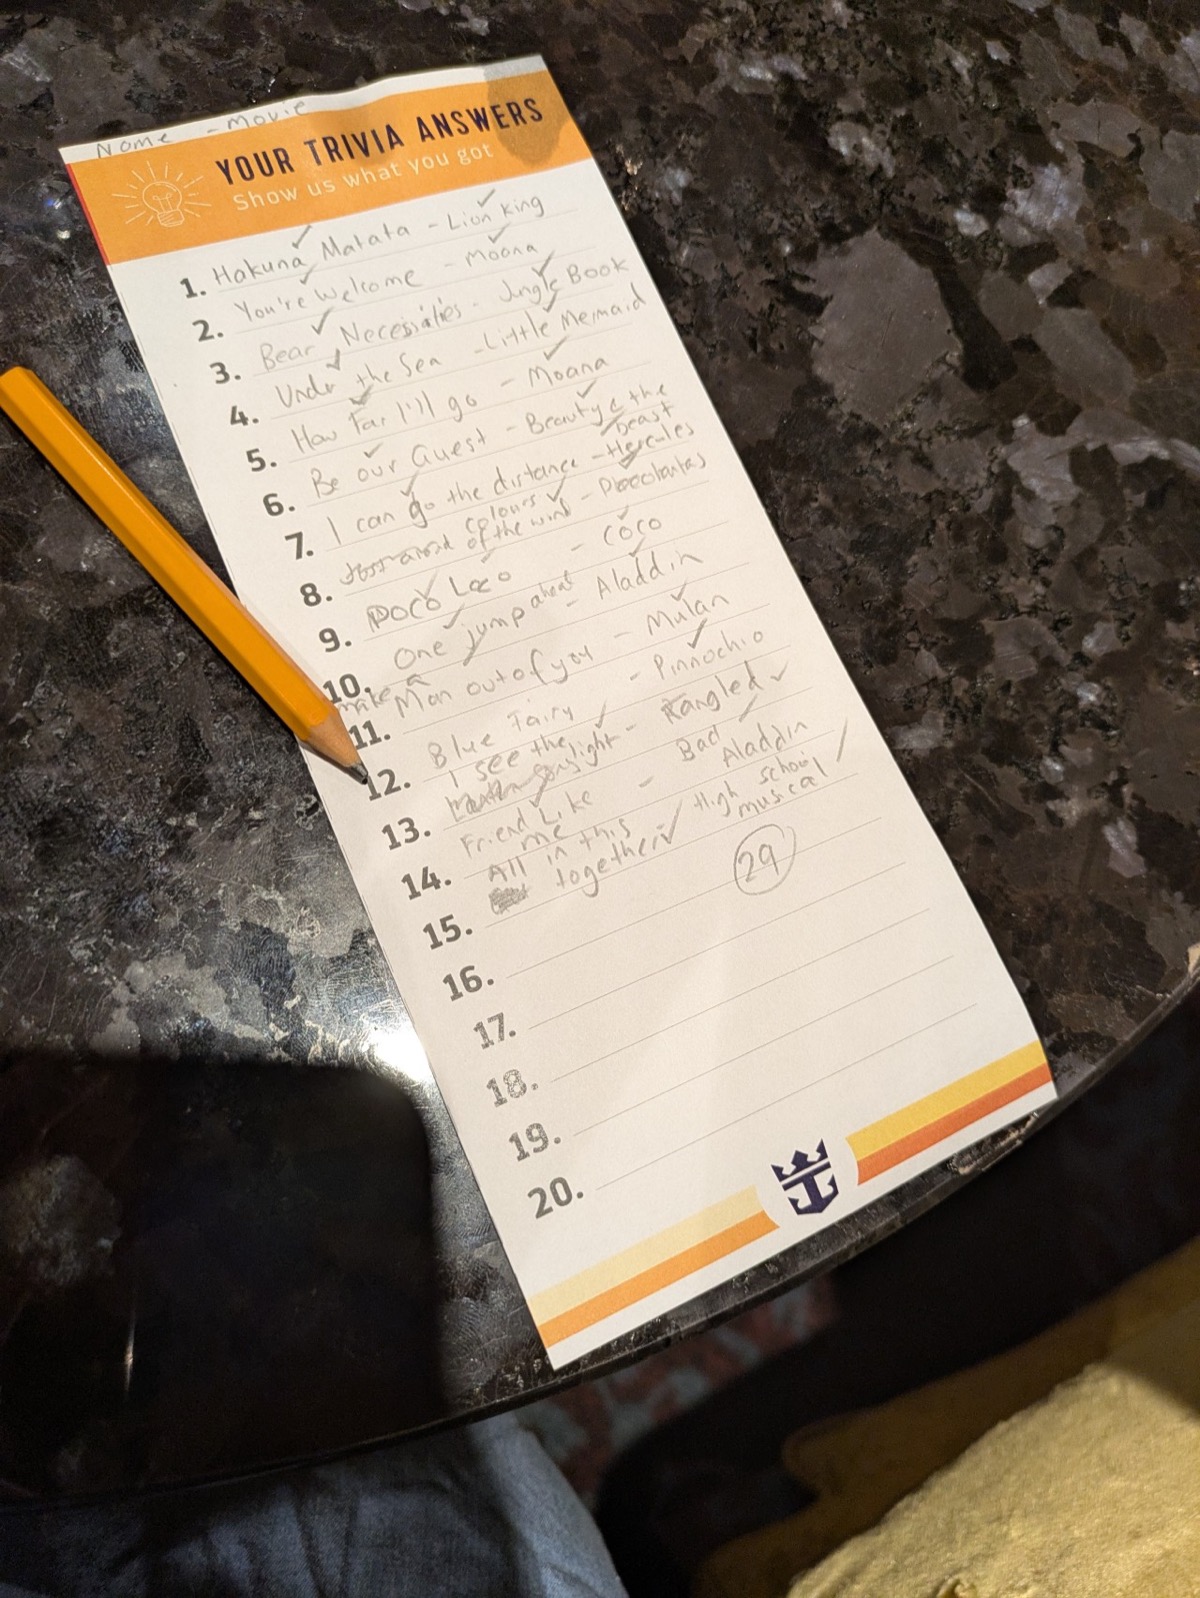 Name - Movie
YOUR TRIVIA ANSWERS
Show us what you got
1. Hakuna Matata - Lion king
2. You're Welcome - Moana
3. Bear Necessities - Jungle Book
4. Under the Sea - Little Mermaid
5. How Far I'll go - Moana
6. Be our Guest - Beauty & the beast
7. I can go the distance - Hercules
8. colours of the wind - Pocolantas
9. Poco Loco - coco
10. One jump ahead - Aladdin
11. make a Man out of you - Mulan
12. Blue Fairy - Pinnochio
13. I see the light - Tangled
14. Friend Like me - Aladdin
15. All in this together - High school musical
29
16.
17.
18.
19.
20.